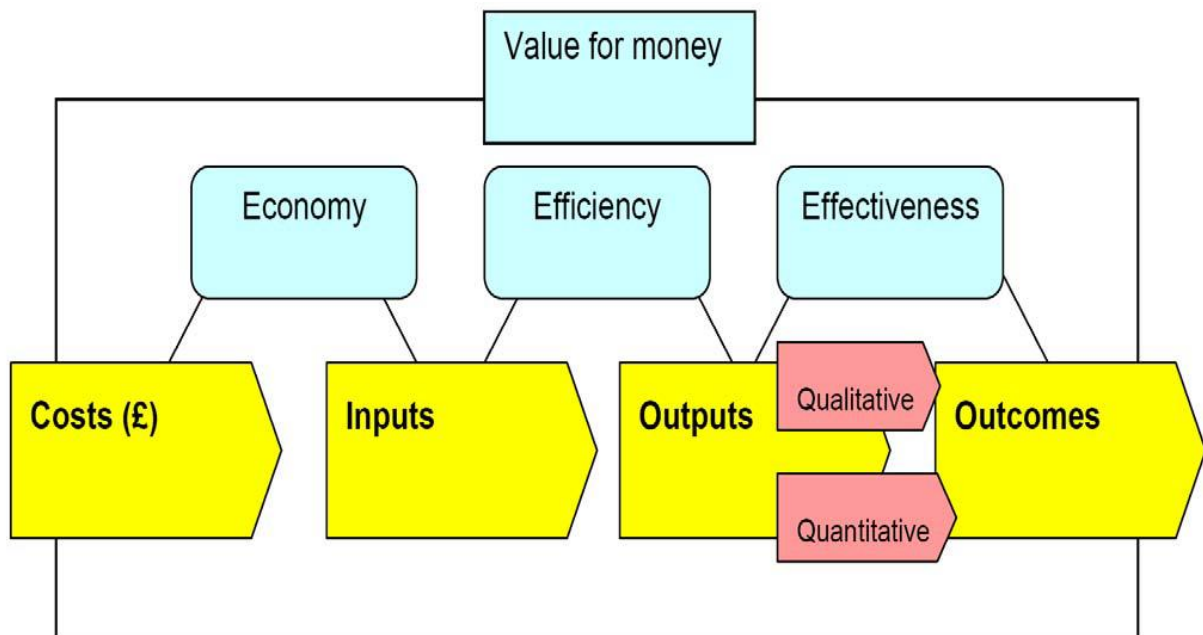 Value for money
Economy
Efficiency
Effectiveness
Costs (£)
Inputs
Outputs
Qualitative
Outcomes
Quantitative